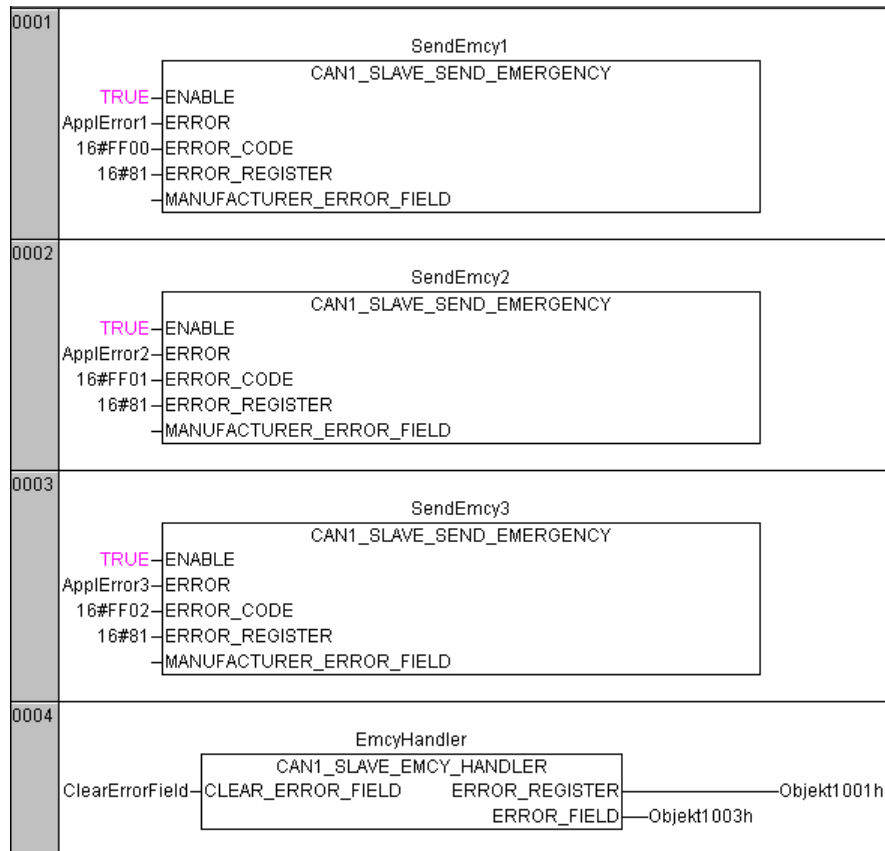 0001
SendEmcy1
CAN1_SLAVE_SEND_EMERGENCY
TRUE ENABLE
ApplError1 ERROR
16#FF00 ERROR_CODE
16#81 ERROR_REGISTER
MANUFACTURER_ERROR_FIELD
0002
SendEmcy2
CAN1_SLAVE_SEND_EMERGENCY
TRUE ENABLE
ApplError2 ERROR
16#FF01 ERROR_CODE
16#81 ERROR_REGISTER
MANUFACTURER_ERROR_FIELD
0003
SendEmcy3
CAN1_SLAVE_SEND_EMERGENCY
TRUE ENABLE
ApplError3 ERROR
16#FF02 ERROR_CODE
16#81 ERROR_REGISTER
MANUFACTURER_ERROR_FIELD
0004
EmcyHandler
CAN1_SLAVE_EMCY_HANDLER
ClearErrorField CLEAR_ERROR_FIELD ERROR_REGISTER Objekt1001h
ERROR_FIELD Objekt1003h